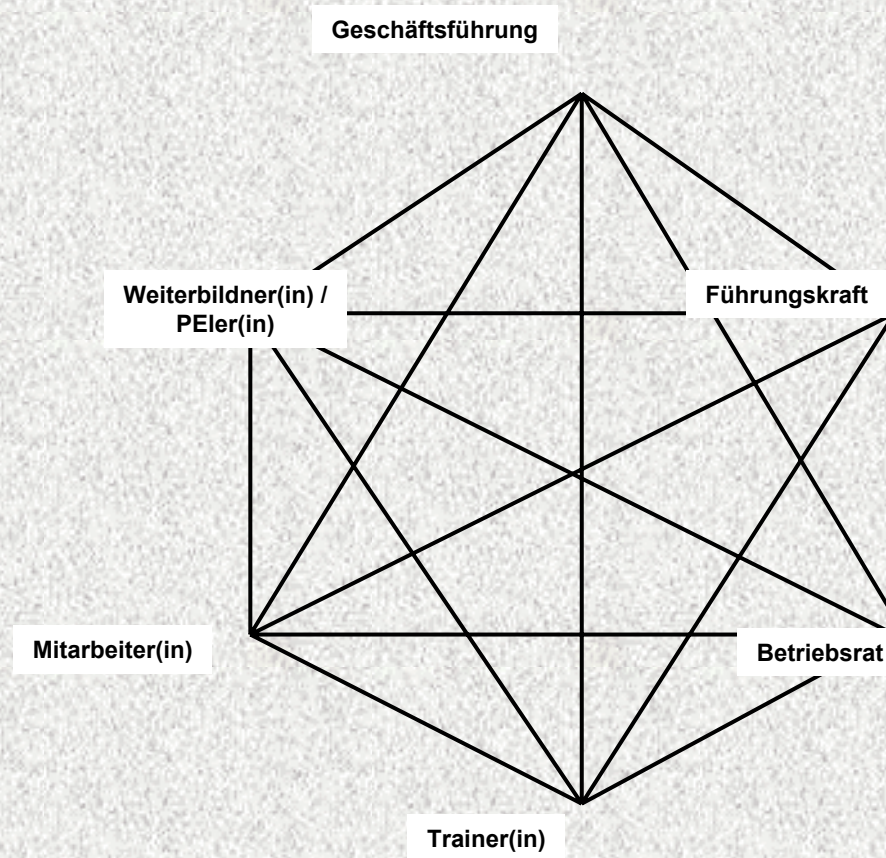 Geschäftsführung
Weiterbildner(in) /
PEler(in)
Führungskraft
Mitarbeiter(in)
Betriebsrat
Trainer(in)